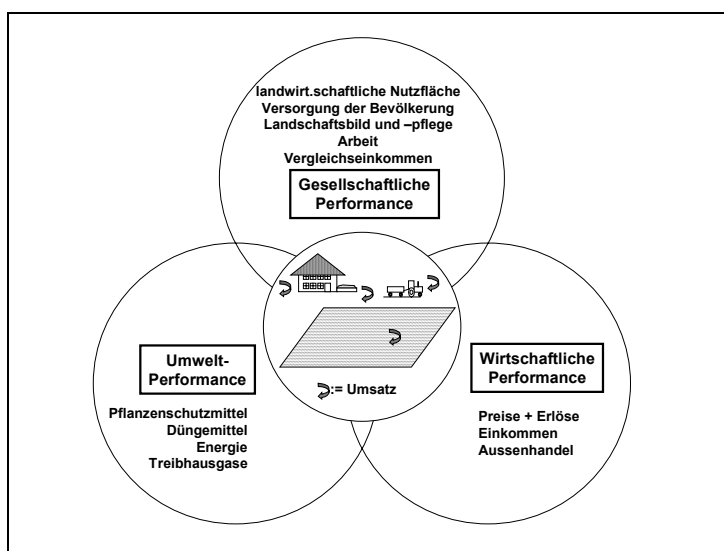 landwirt.schaftliche Nutzfläche
Versorgung der Bevölkerung
Landschaftsbild und –pflege
Arbeit
Vergleichseinkommen
Gesellschaftliche
Performance
Umwelt-
Performance
Pflanzenschutzmittel
Düngemittel
Energie
Treibhausgase
:= Umsatz
Wirtschaftliche
Performance
Preise + Erlöse
Einkommen
Aussenhandel